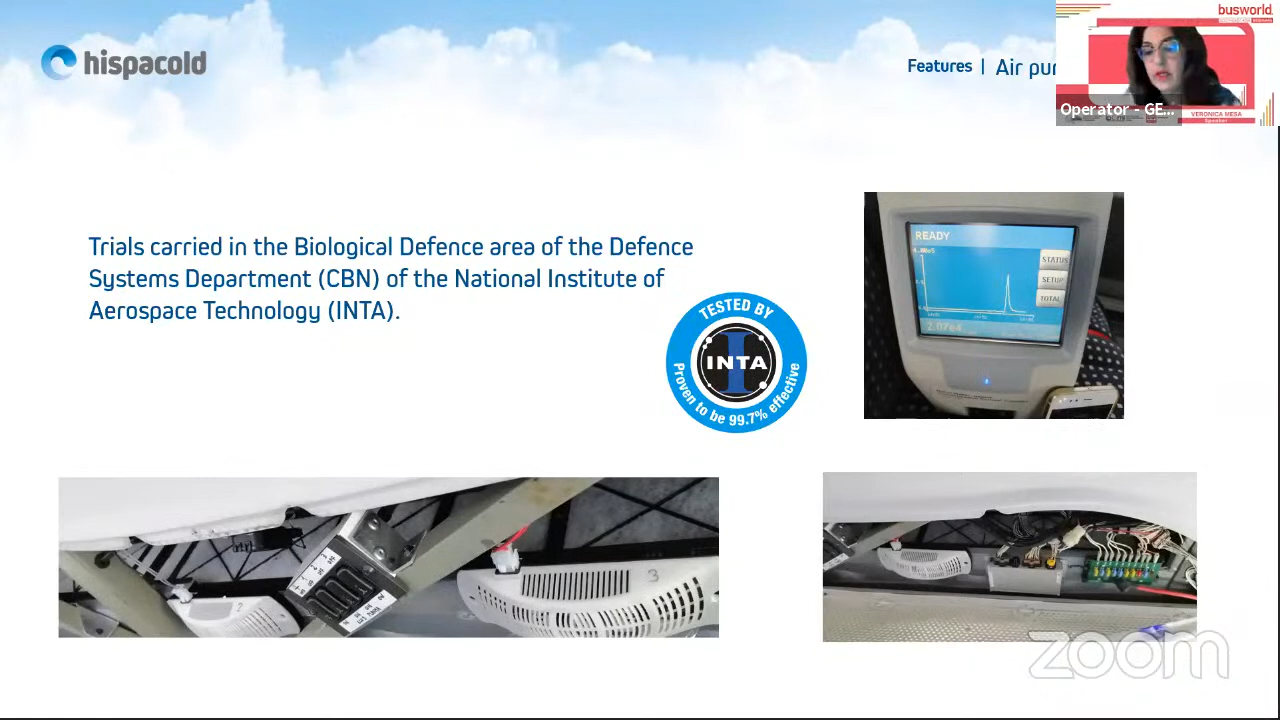 hispacold
Features | Air pur
busworld
Operator - GE...
VERONICA MESA
Speaker
Trials carried in the Biological Defence area of the Defence
Systems Department (CBN) of the National Institute of
Aerospace Technology (INTA).
TESTED BY
INTA
Proven to be 99.7% effective
READY
STATUS
SETUP
TOTAL
2
3
zoom